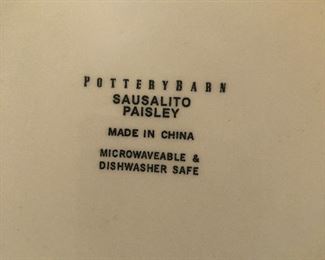 POTTERYBARN
SAUSALITO
PAISLEY
MADE IN CHINA
MICROWAVEABLE &
DISHWASHER SAFE